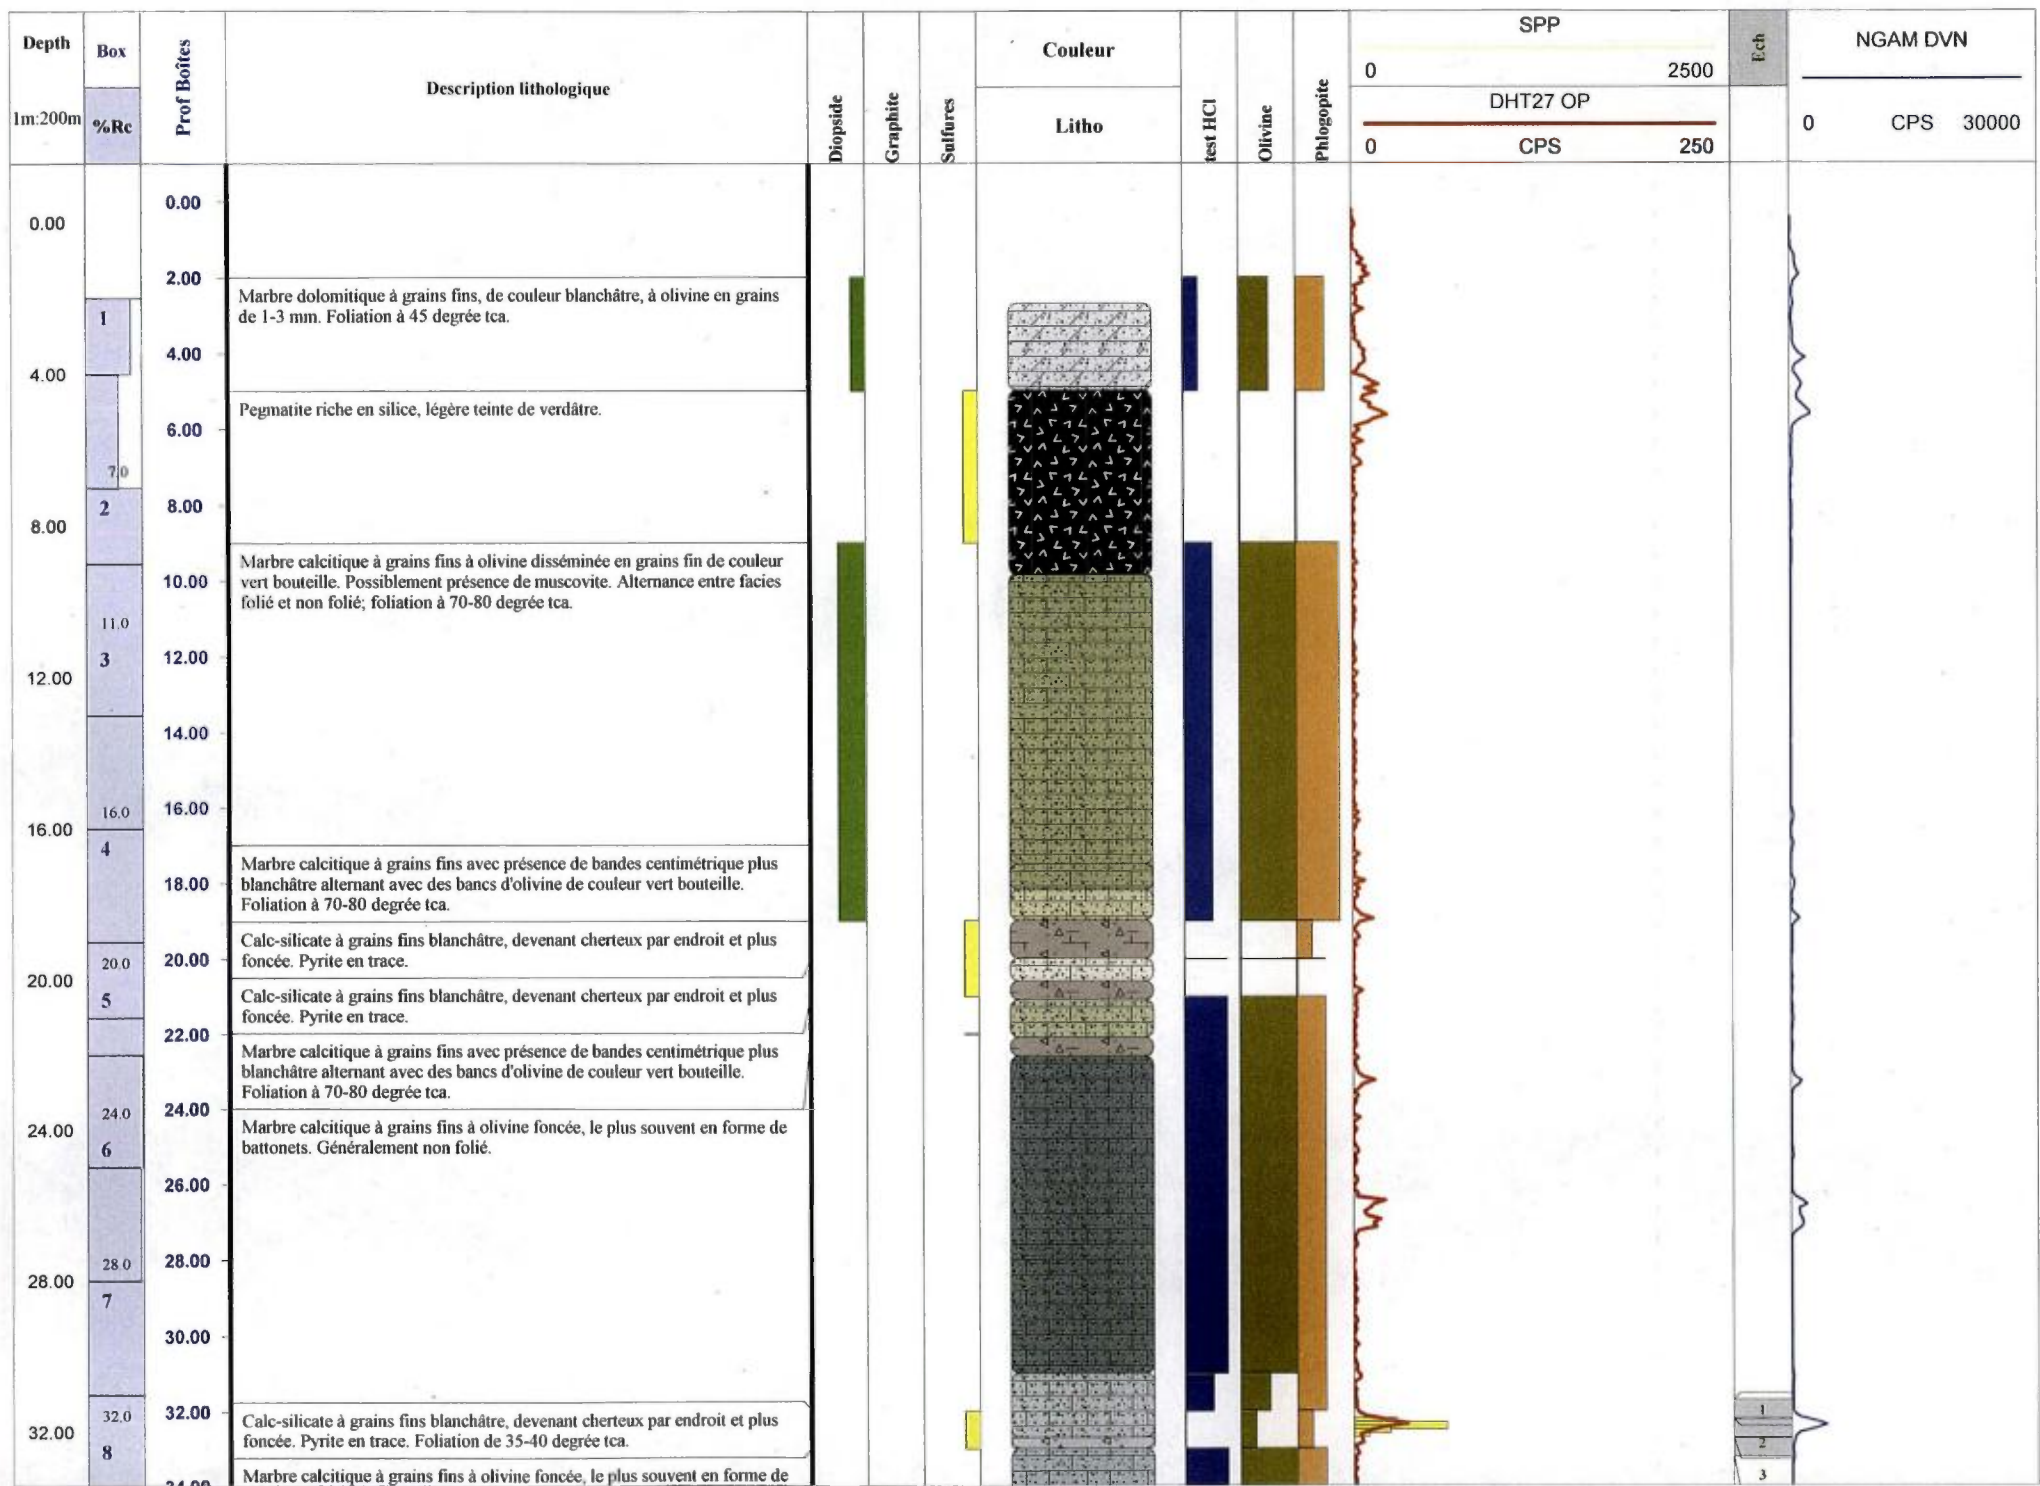 Depth
1m:200m
Box
%Rc
Prof Boîtes
Description lithologique
Diopside
Graphite
Sulfures
Couleur
Litho
test HCl
Olivine
Phlogopite
SPP
0 2500
DHT27 OP
0 CPS 250
Ech
NGAM DVN
0 CPS 30000
0.00
0.00
2.00
Marbre dolomitique à grains fins, de couleur blanchâtre, à olivine en grains
de 1-3 mm. Foliation à 45 degrée tca.
1
4.00
4.00
Pegmatite riche en silice, légère teinte de verdâtre.
6.00
7.0
2
8.00
8.00
Marbre calcitique à grains fins à olivine disséminée en grains fin de couleur
vert bouteille. Possiblement présence de muscovite. Alternance entre facies
folié et non folié; foliation à 70-80 degrée tca.
10.00
11.0
3
12.00
12.00
14.00
16.0
16.00
16.00
4
Marbre calcitique à grains fins avec présence de bandes centimétrique plus
blanchâtre alternant avec des bancs d'olivine de couleur vert bouteille.
Foliation à 70-80 degrée tca.
18.00
Calc-silicate à grains fins blanchâtre, devenant cherteux par endroit et plus
foncée. Pyrite en trace.
20.0
20.00
20.00
5
Calc-silicate à grains fins blanchâtre, devenant cherteux par endroit et plus
foncée. Pyrite en trace.
22.00
Marbre calcitique à grains fins avec présence de bandes centimétrique plus
blanchâtre alternant avec des bancs d'olivine de couleur vert bouteille.
Foliation à 70-80 degrée tca.
24.0
24.00
24.00
6
Marbre calcitique à grains fins à olivine foncée, le plus souvent en forme de
battonets. Généralement non folié.
26.00
28.0
28.00
28.00
7
30.00
32.0
32.00
32.00
8
Calc-silicate à grains fins blanchâtre, devenant cherteux par endroit et plus
foncée. Pyrite en trace. Foliation de 35-40 degrée tca.
1
2
3
Marbre calcitique à grains fins à olivine foncée, le plus souvent en forme de
34.00